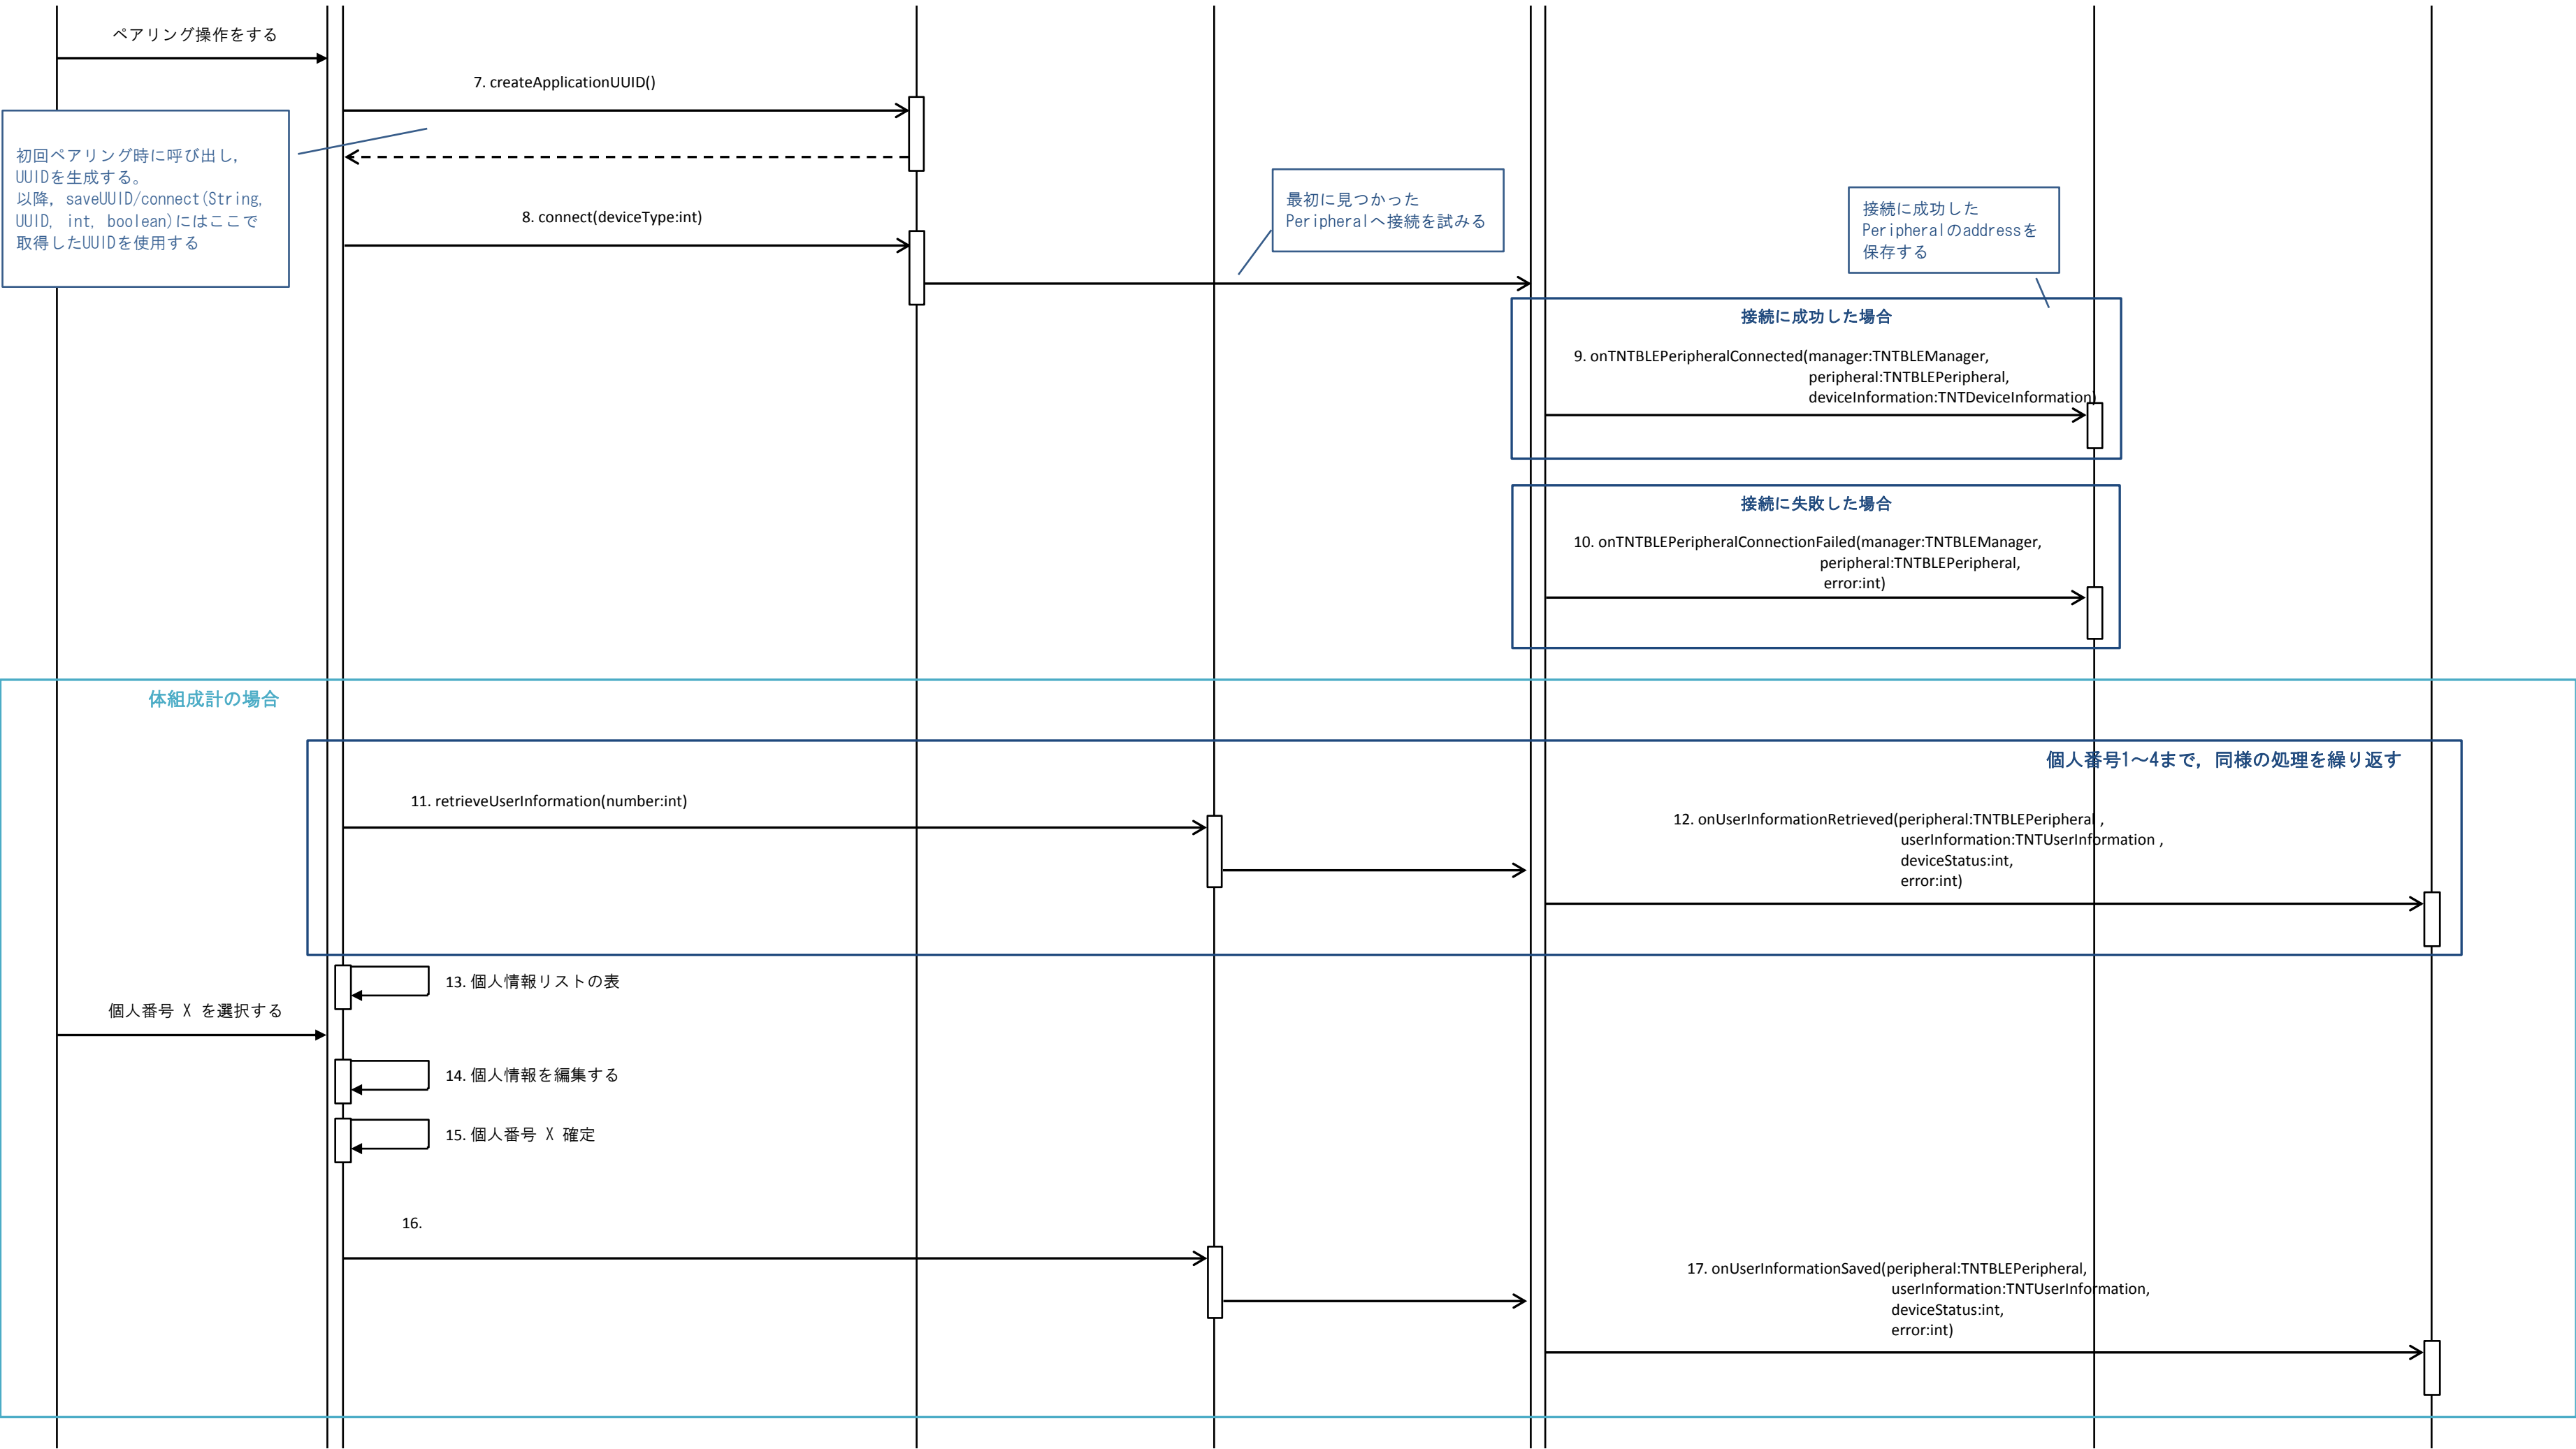 ペアリング操作をする
7. createApplicationUUID()
初回ペアリング時に呼び出し，
UUIDを生成する。
以降，saveUUID/connect(String,
UUID, int, boolean)にはここで
取得したUUIDを使用する
8. connect(deviceType:int)
最初に見つかった
Peripheralへ接続を試みる
接続に成功した
Peripheralのaddressを
保存する
接続に成功した場合
9. onTNTBLEPeripheralConnected(manager:TNTBLEManager,
peripheral:TNTBLEPeripheral,
deviceInformation:TNTDeviceInformation)
接続に失敗した場合
10. onTNTBLEPeripheralConnectionFailed(manager:TNTBLEManager,
peripheral:TNTBLEPeripheral,
error:int)
体組成計の場合
個人番号1～4まで，同様の処理を繰り返す
11. retrieveUserInformation(number:int)
12. onUserInformationRetrieved(peripheral:TNTBLEPeripheral ,
userInformation:TNTUserInformation ,
deviceStatus:int,
error:int)
13. 個人情報リストの表
個人番号 X を選択する
14. 個人情報を編集する
15. 個人番号 X 確定
16.
17. onUserInformationSaved(peripheral:TNTBLEPeripheral,
userInformation:TNTUserInformation,
deviceStatus:int,
error:int)